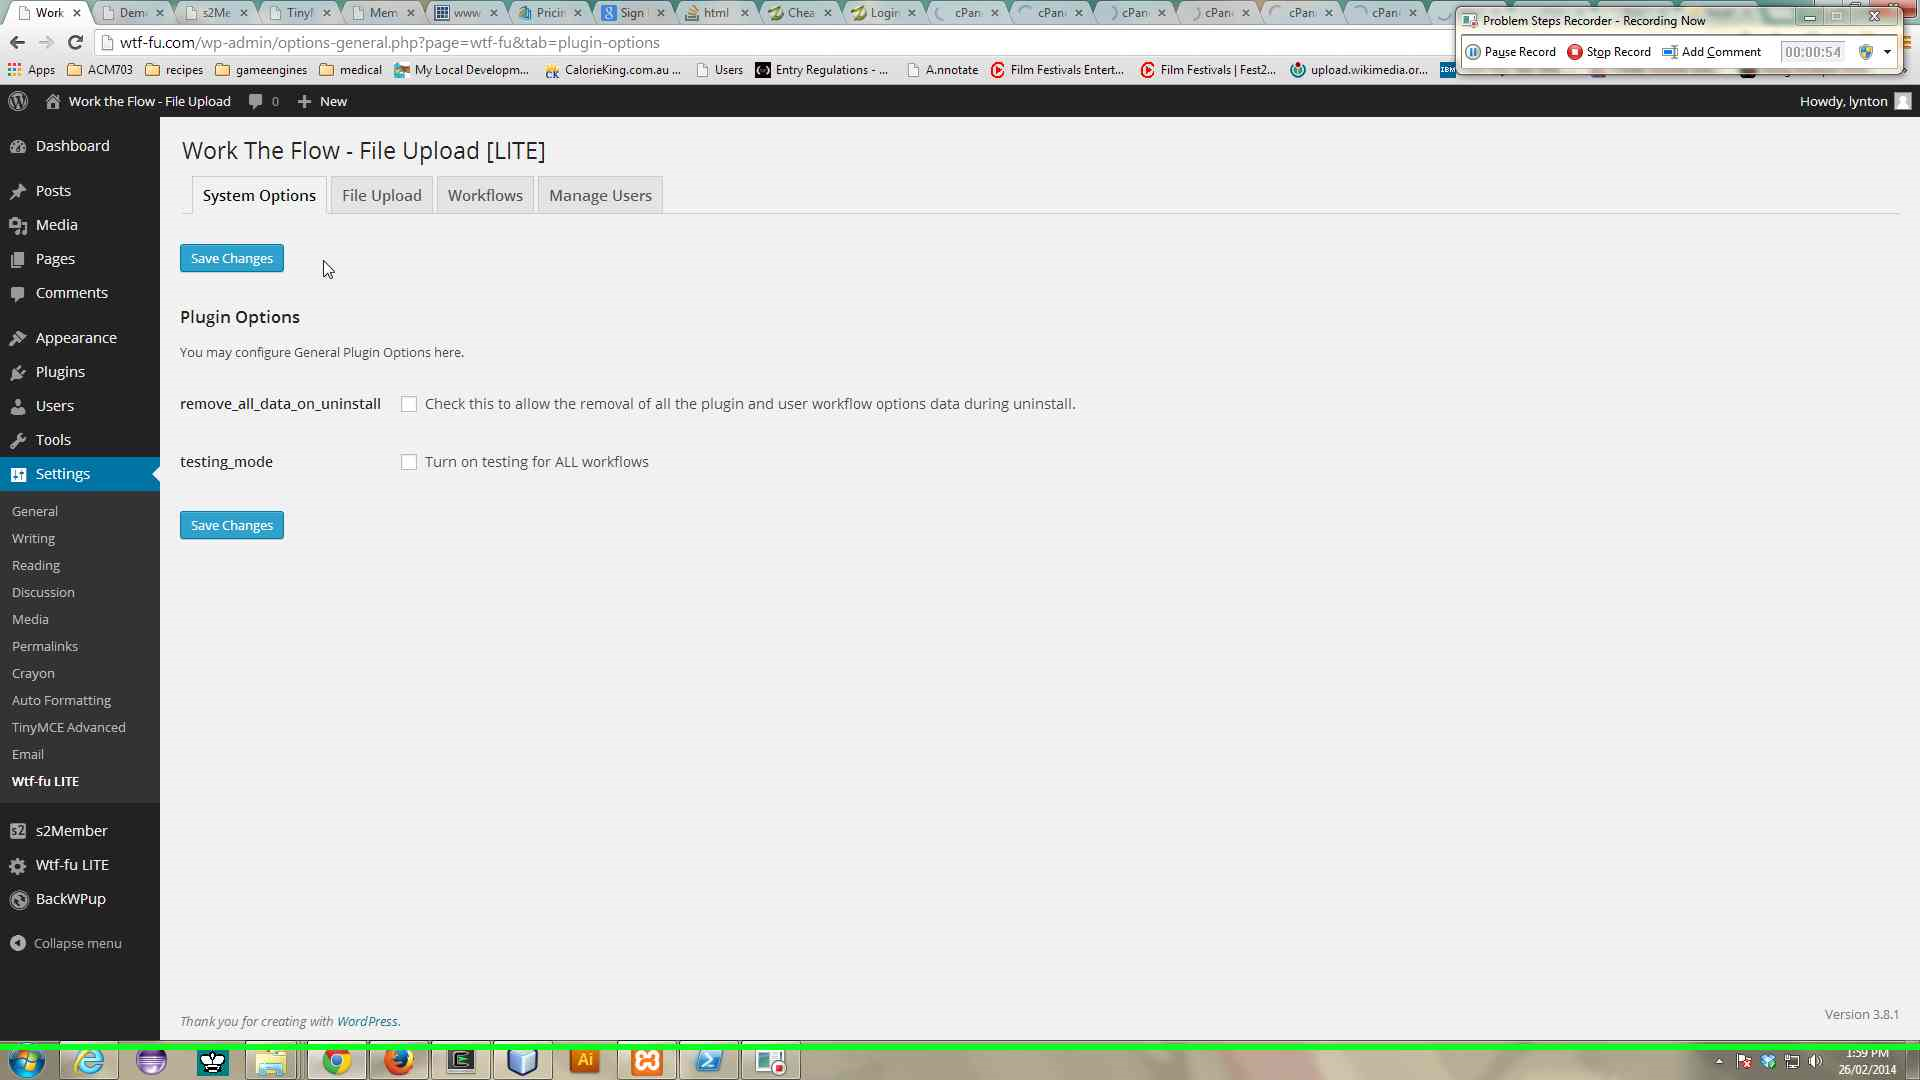 Work
Demo
s2Me
Tiny
Mem
www
Pricin
Sign
html
Chea
Login
cPan
cPan
cPan
cPan
cPan
cPan
Problem Steps Recorder - Recording Now
Pause Record
Stop Record
Add Comment
00:00:54
wtf-fu.com/wp-admin/options-general.php?page=wtf-fu&tab=plugin-options
Apps
ACM703
recipes
gameengines
medical
My Local Developm...
CalorieKing.com.au ...
Users
Entry Regulations - ...
A.nnotate
Film Festivals Entert...
Film Festivals | Fest2...
upload.wikimedia.or...
IBM
Work the Flow - File Upload
0
New
Howdy, lynton
Dashboard
Posts
Media
Pages
Comments
Appearance
Plugins
Users
Tools
Settings
General
Writing
Reading
Discussion
Media
Permalinks
Crayon
Auto Formatting
TinyMCE Advanced
Email
Wtf-fu LITE
s2Member
Wtf-fu LITE
BackWPup
Collapse menu
Work The Flow - File Upload [LITE]
System Options
File Upload
Workflows
Manage Users
Save Changes
Plugin Options
You may configure General Plugin Options here.
remove_all_data_on_uninstall
Check this to allow the removal of all the plugin and user workflow options data during uninstall.
testing_mode
Turn on testing for ALL workflows
Save Changes
Thank you for creating with WordPress.
Version 3.8.1
Ai
1:59 PM
26/02/2014